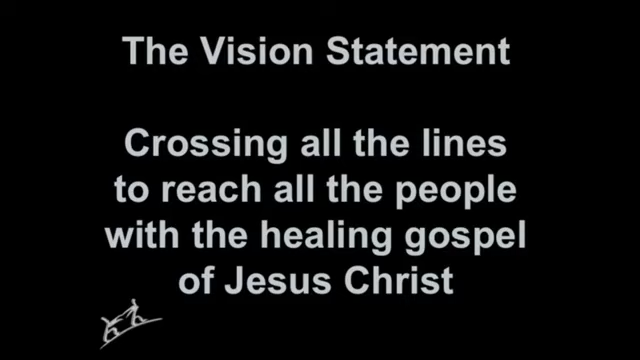 The Vision Statement
Crossing all the lines
to reach all the people
with the healing gospel
of Jesus Christ